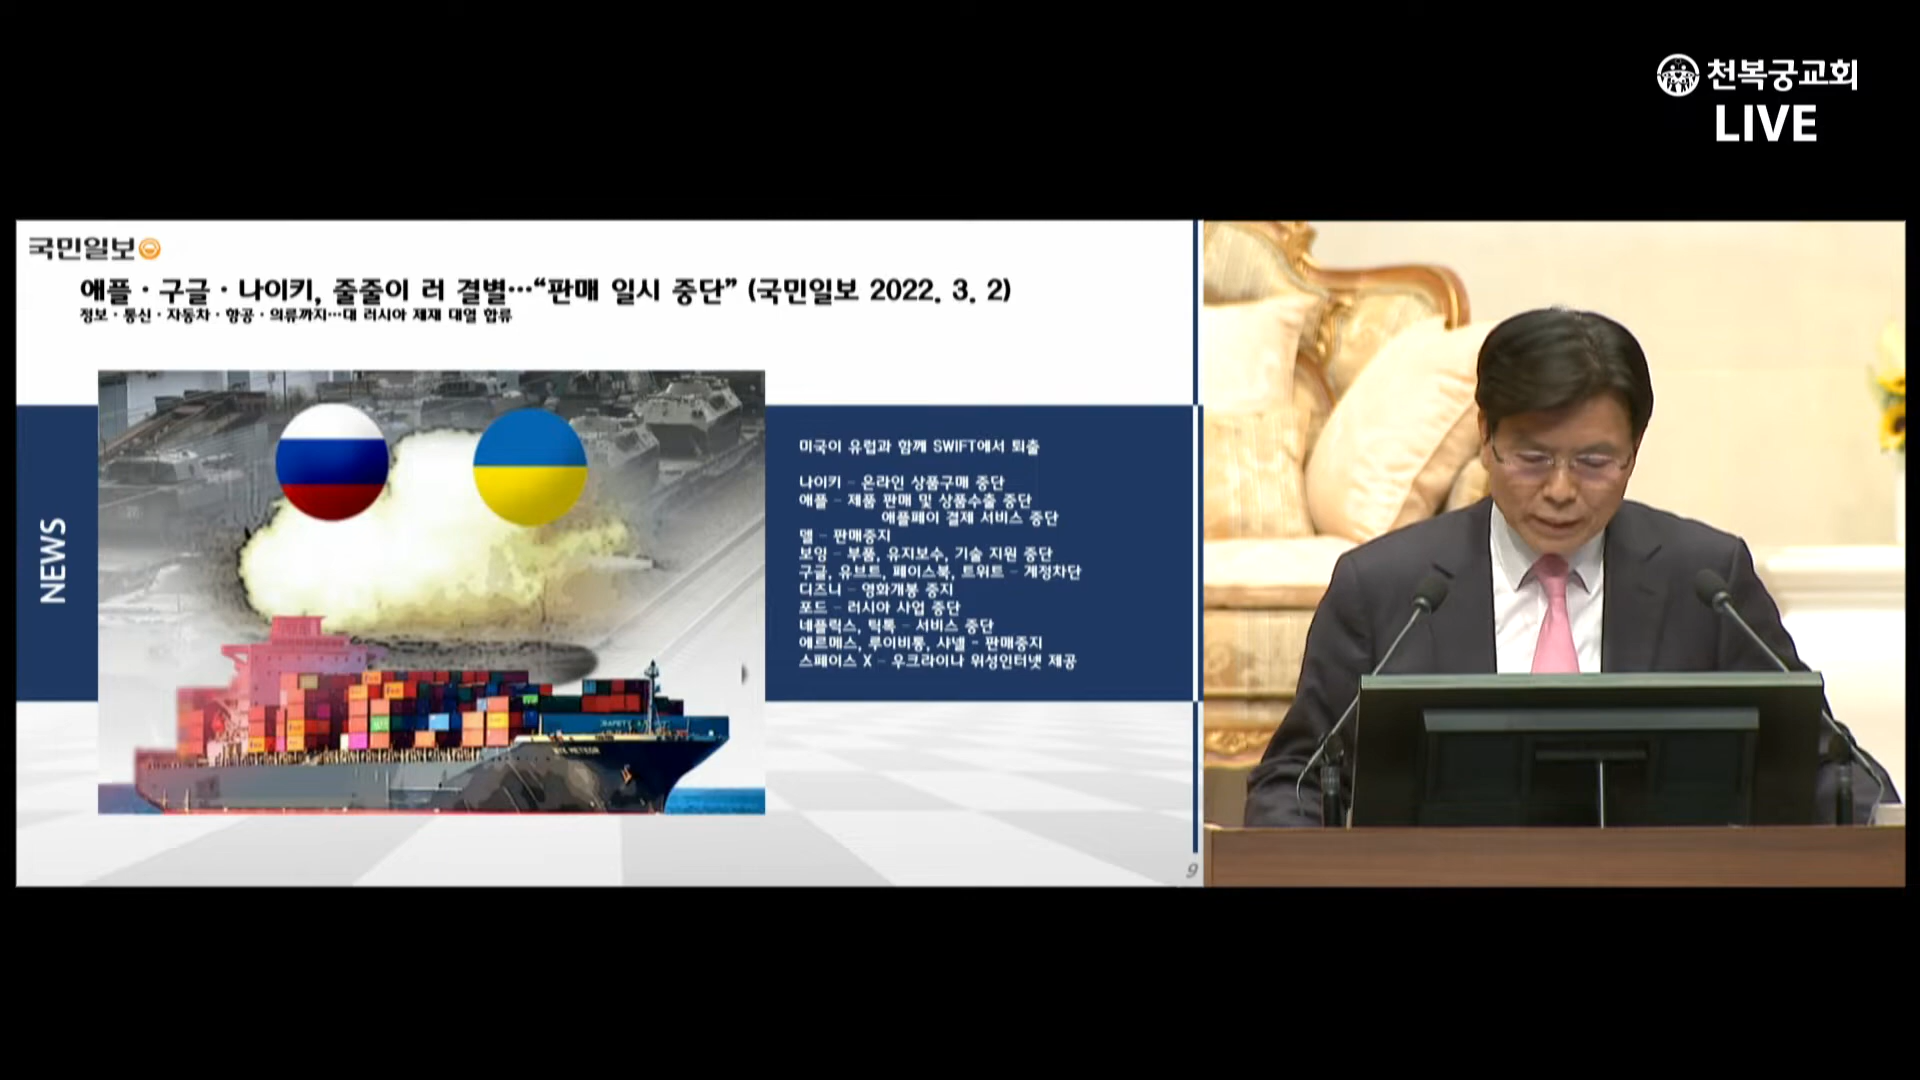 천복궁교회
LIVE
국민일보
애플 · 구글 · 나이키, 줄줄이 러 결별…“판매 일시 중단” (국민일보 2022. 3. 2)
정보 · 통신 · 자동차 · 항공 · 의류까지…대 러시아 제재 대열 합류
NEWS
미국이 유럽과 함께 SWIFT에서 퇴출
나이키 - 온라인 상품구매 중단
애플 - 제품 판매 및 상품수출 중단
애플페이 결제 서비스 중단
델 - 판매중지
보잉 - 부품, 유지보수, 기술 지원 중단
구글, 유브트, 페이스북, 트위트 - 계정차단
디즈니 - 영화개봉 중지
포드 - 러시아 사업 중단
네플릭스, 틱톡 - 서비스 중단
에르메스, 루이비통, 샤넬 - 판매중지
스페이스 X - 우크라이나 위성인터넷 제공
9